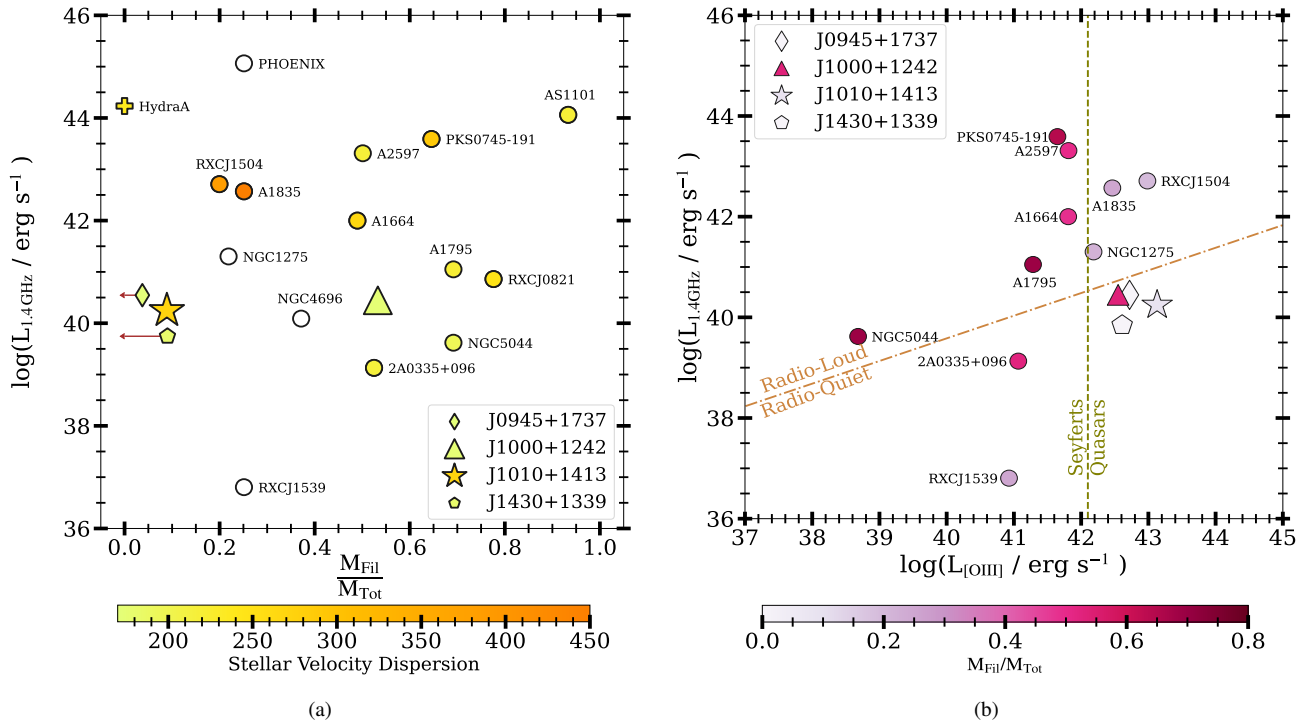 PHOENIX
HydraA
AS1101
PKS0745-191
A2597
RXCJ1504
A1835
A1664
NGC1275
A1795
RXCJ0821
NGC4696
NGC5044
2A0335+096
RXCJ1539
J0945+1737
J1000+1242
J1010+1413
J1430+1339
log(L1.4GHz / erg s−1 )
36
38
40
42
44
46
0.0 0.2 0.4 0.6 0.8 1.0
MFil
MTot
200 250 300 350 400 450
Stellar Velocity Dispersion
(a)
J0945+1737
J1000+1242
J1010+1413
J1430+1339
PKS0745-191
A2597
RXCJ1504
A1835
A1664
NGC1275
A1795
NGC5044
2A0335+096
RXCJ1539
Radio-Loud
Radio-Quiet
Seyferts
Quasars
log(L1.4GHz / erg s−1 )
36
38
40
42
44
46
37 38 39 40 41 42 43 44 45
log(L[OIII] / erg s−1 )
0.0 0.2 0.4 0.6 0.8
MFil/MTot
(b)